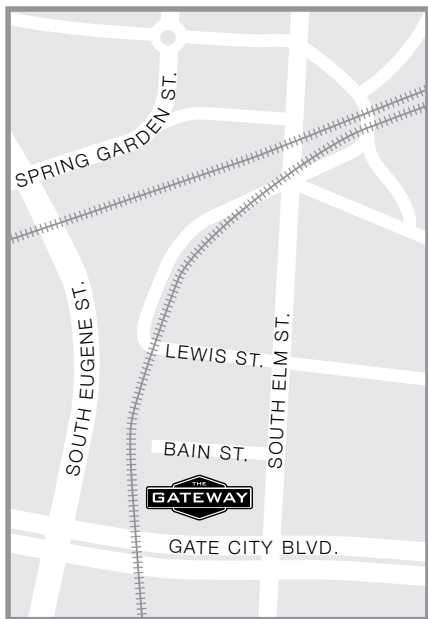 SPRING GARDEN ST.
SOUTH EUGENE ST.
SOUTH ELM ST.
LEWIS ST.
BAIN ST.
THE
GATEWAY
GATE CITY BLVD.